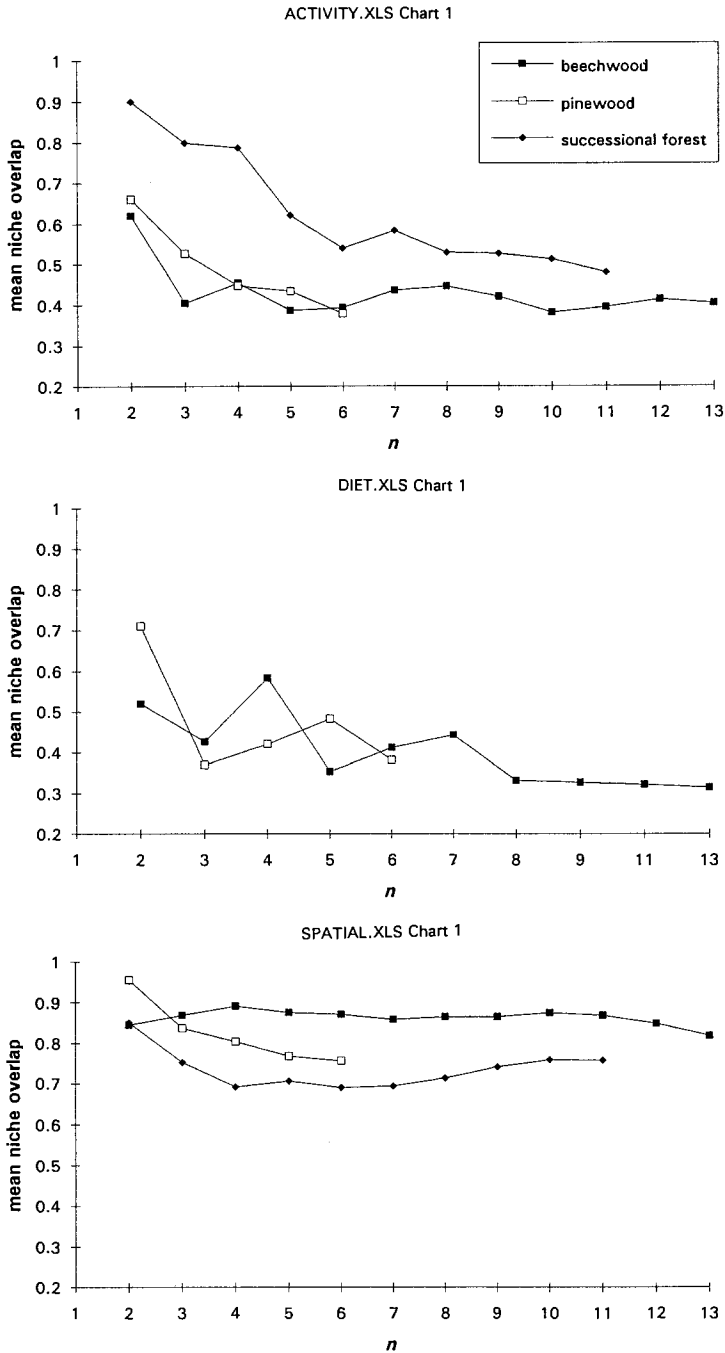 ACTIVITY.XLS Chart 1
beechwood
pinewood
successional forest
mean niche overlap
1
0.9
0.8
0.7
0.6
0.5
0.4
0.3
0.2
1 2 3 4 5 6 7 8 9 10 11 12 13
n
DIET.XLS Chart 1
mean niche overlap
1
0.9
0.8
0.7
0.6
0.5
0.4
0.3
0.2
1 2 3 4 5 6 7 8 9 11 13
n
SPATIAL.XLS Chart 1
mean niche overlap
1
0.9
0.8
0.7
0.6
0.5
0.4
0.3
0.2
1 2 3 4 5 6 7 8 9 10 11 12 13
n